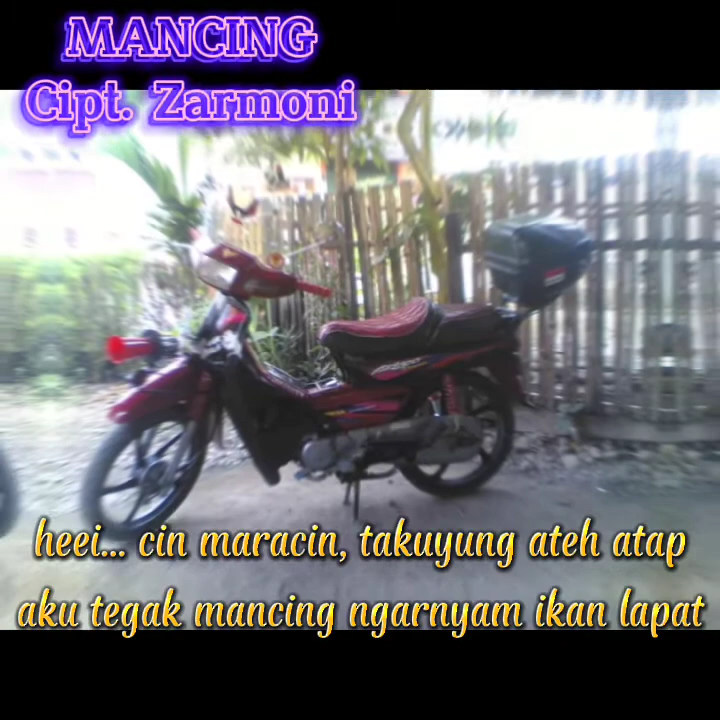 MANCING
Cipt. Zarmoni
heei... cin maracin, takuyung ateh atap
aku tegak mancing ngarnyam ikan lapat